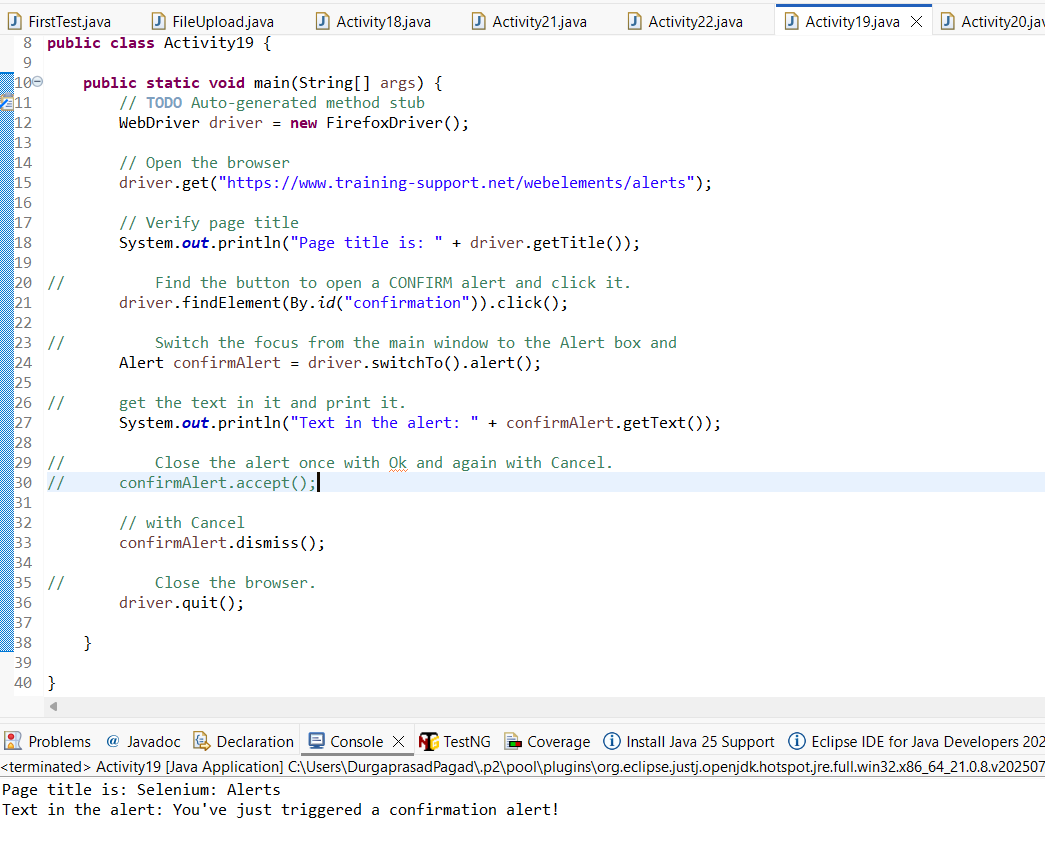 FirstTest.java FileUpload.java Activity18.java Activity21.java Activity22.java Activity19.java Activity20.jav
8 public class Activity19 {
9
10 public static void main(String[] args) {
11 // TODO Auto-generated method stub
12 WebDriver driver = new FirefoxDriver();
13
14 // Open the browser
15 driver.get("https://www.training-support.net/webelements/alerts");
16
17 // Verify page title
18 System.out.println("Page title is: " + driver.getTitle());
19
20 // Find the button to open a CONFIRM alert and click it.
21 driver.findElement(By.id("confirmation")).click();
22
23 // Switch the focus from the main window to the Alert box and
24 Alert confirmAlert = driver.switchTo().alert();
25
26 // get the text in it and print it.
27 System.out.println("Text in the alert: " + confirmAlert.getText());
28
29 // Close the alert once with Ok and again with Cancel.
30 // confirmAlert.accept();
31
32 // with Cancel
33 confirmAlert.dismiss();
34
35 // Close the browser.
36 driver.quit();
37
38 }
39
40 }
Problems Javadoc Declaration Console TestNG Coverage Install Java 25 Support Eclipse IDE for Java Developers 202
<terminated> Activity19 [Java Application] C:\Users\DurgaprasadPagad\.p2\pool\plugins\org.eclipse.justj.openjdk.hotspot.jre.full.win32.x86_64_21.0.8.v202507
Page title is: Selenium: Alerts
Text in the alert: You've just triggered a confirmation alert!